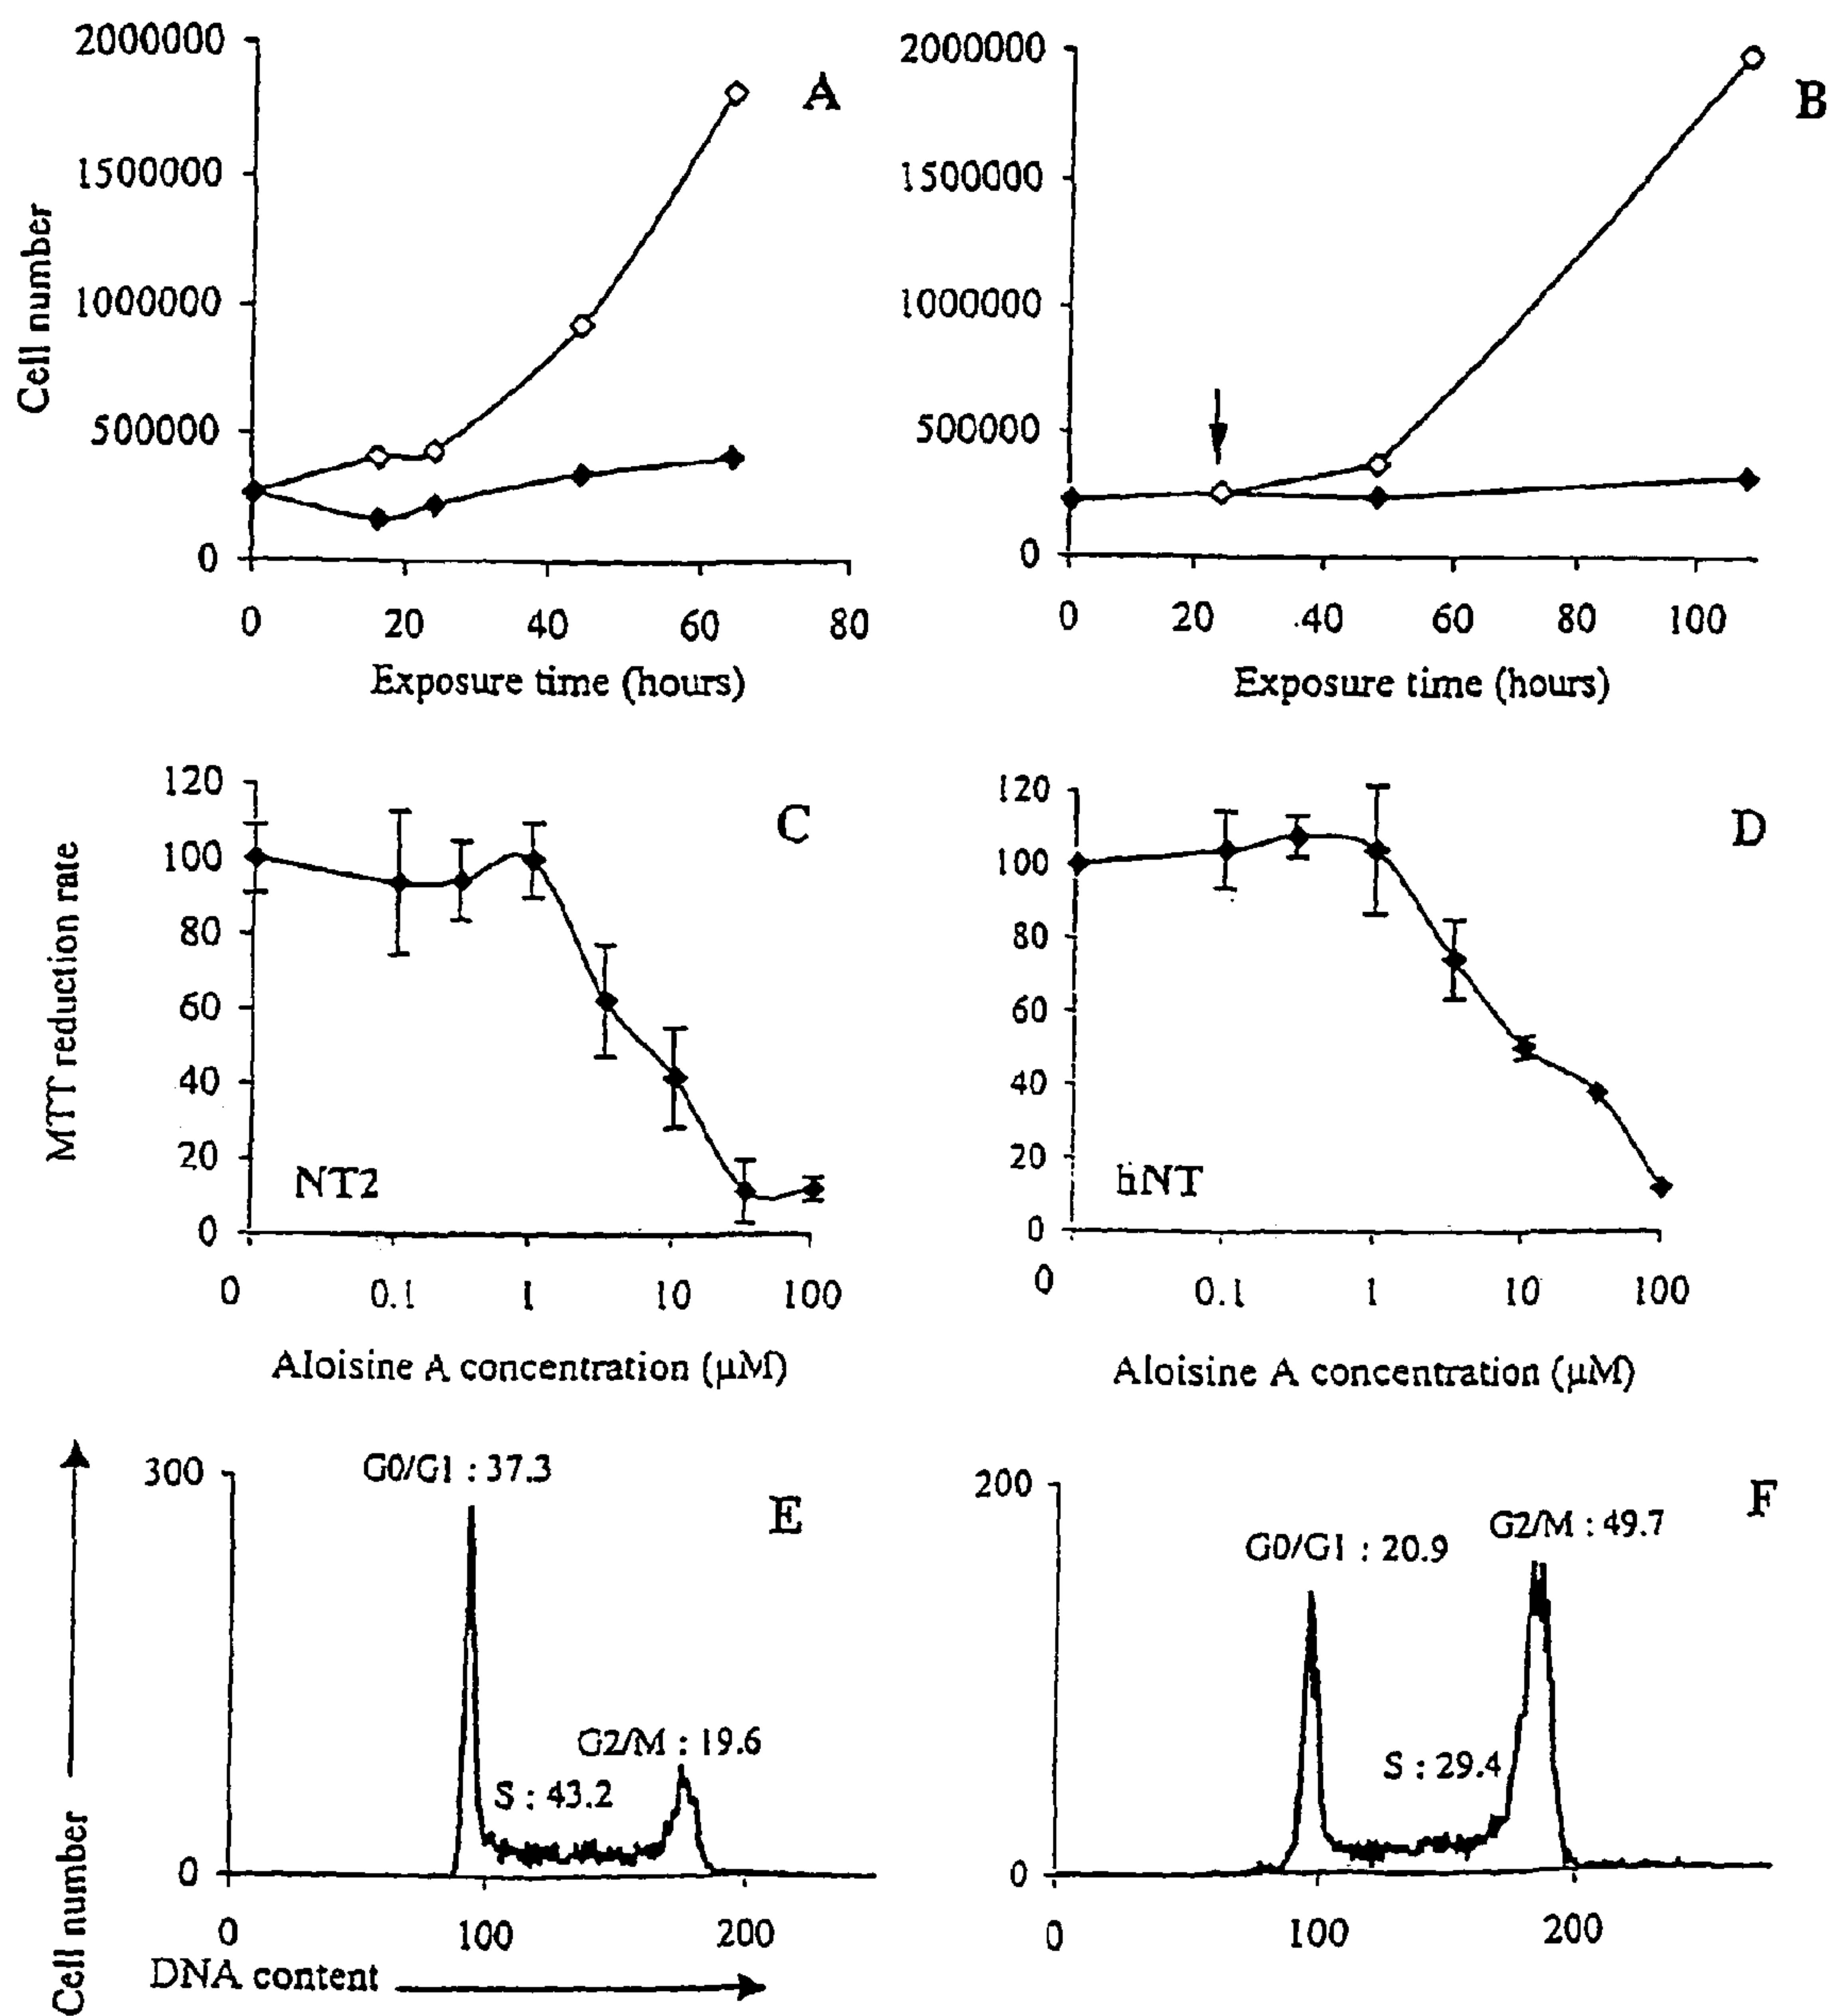 A
Cell number
2000000
1500000
1000000
500000
0
0 20 40 60 80
Exposure time (hours)
B
2000000
1500000
1000000
500000
0
0 20 .40 60 80 100
Exposure time (hours)
C
MTT reduction rate
120
100
80
60
40
20
0
NT2
0 0.1 1 10 100
Aloisine A concentration (µM)
D
120
100
80
60
40
20
0
hNT
0 0.1 1 10 100
Aloisine A concentration (µM)
E
Cell number
300
0
G0/G1 : 37.3
G2/M : 19.6
S : 43.2
0 100 200
DNA content
F
200
0
G2/M : 49.7
G0/G1 : 20.9
S : 29.4
0 100 200